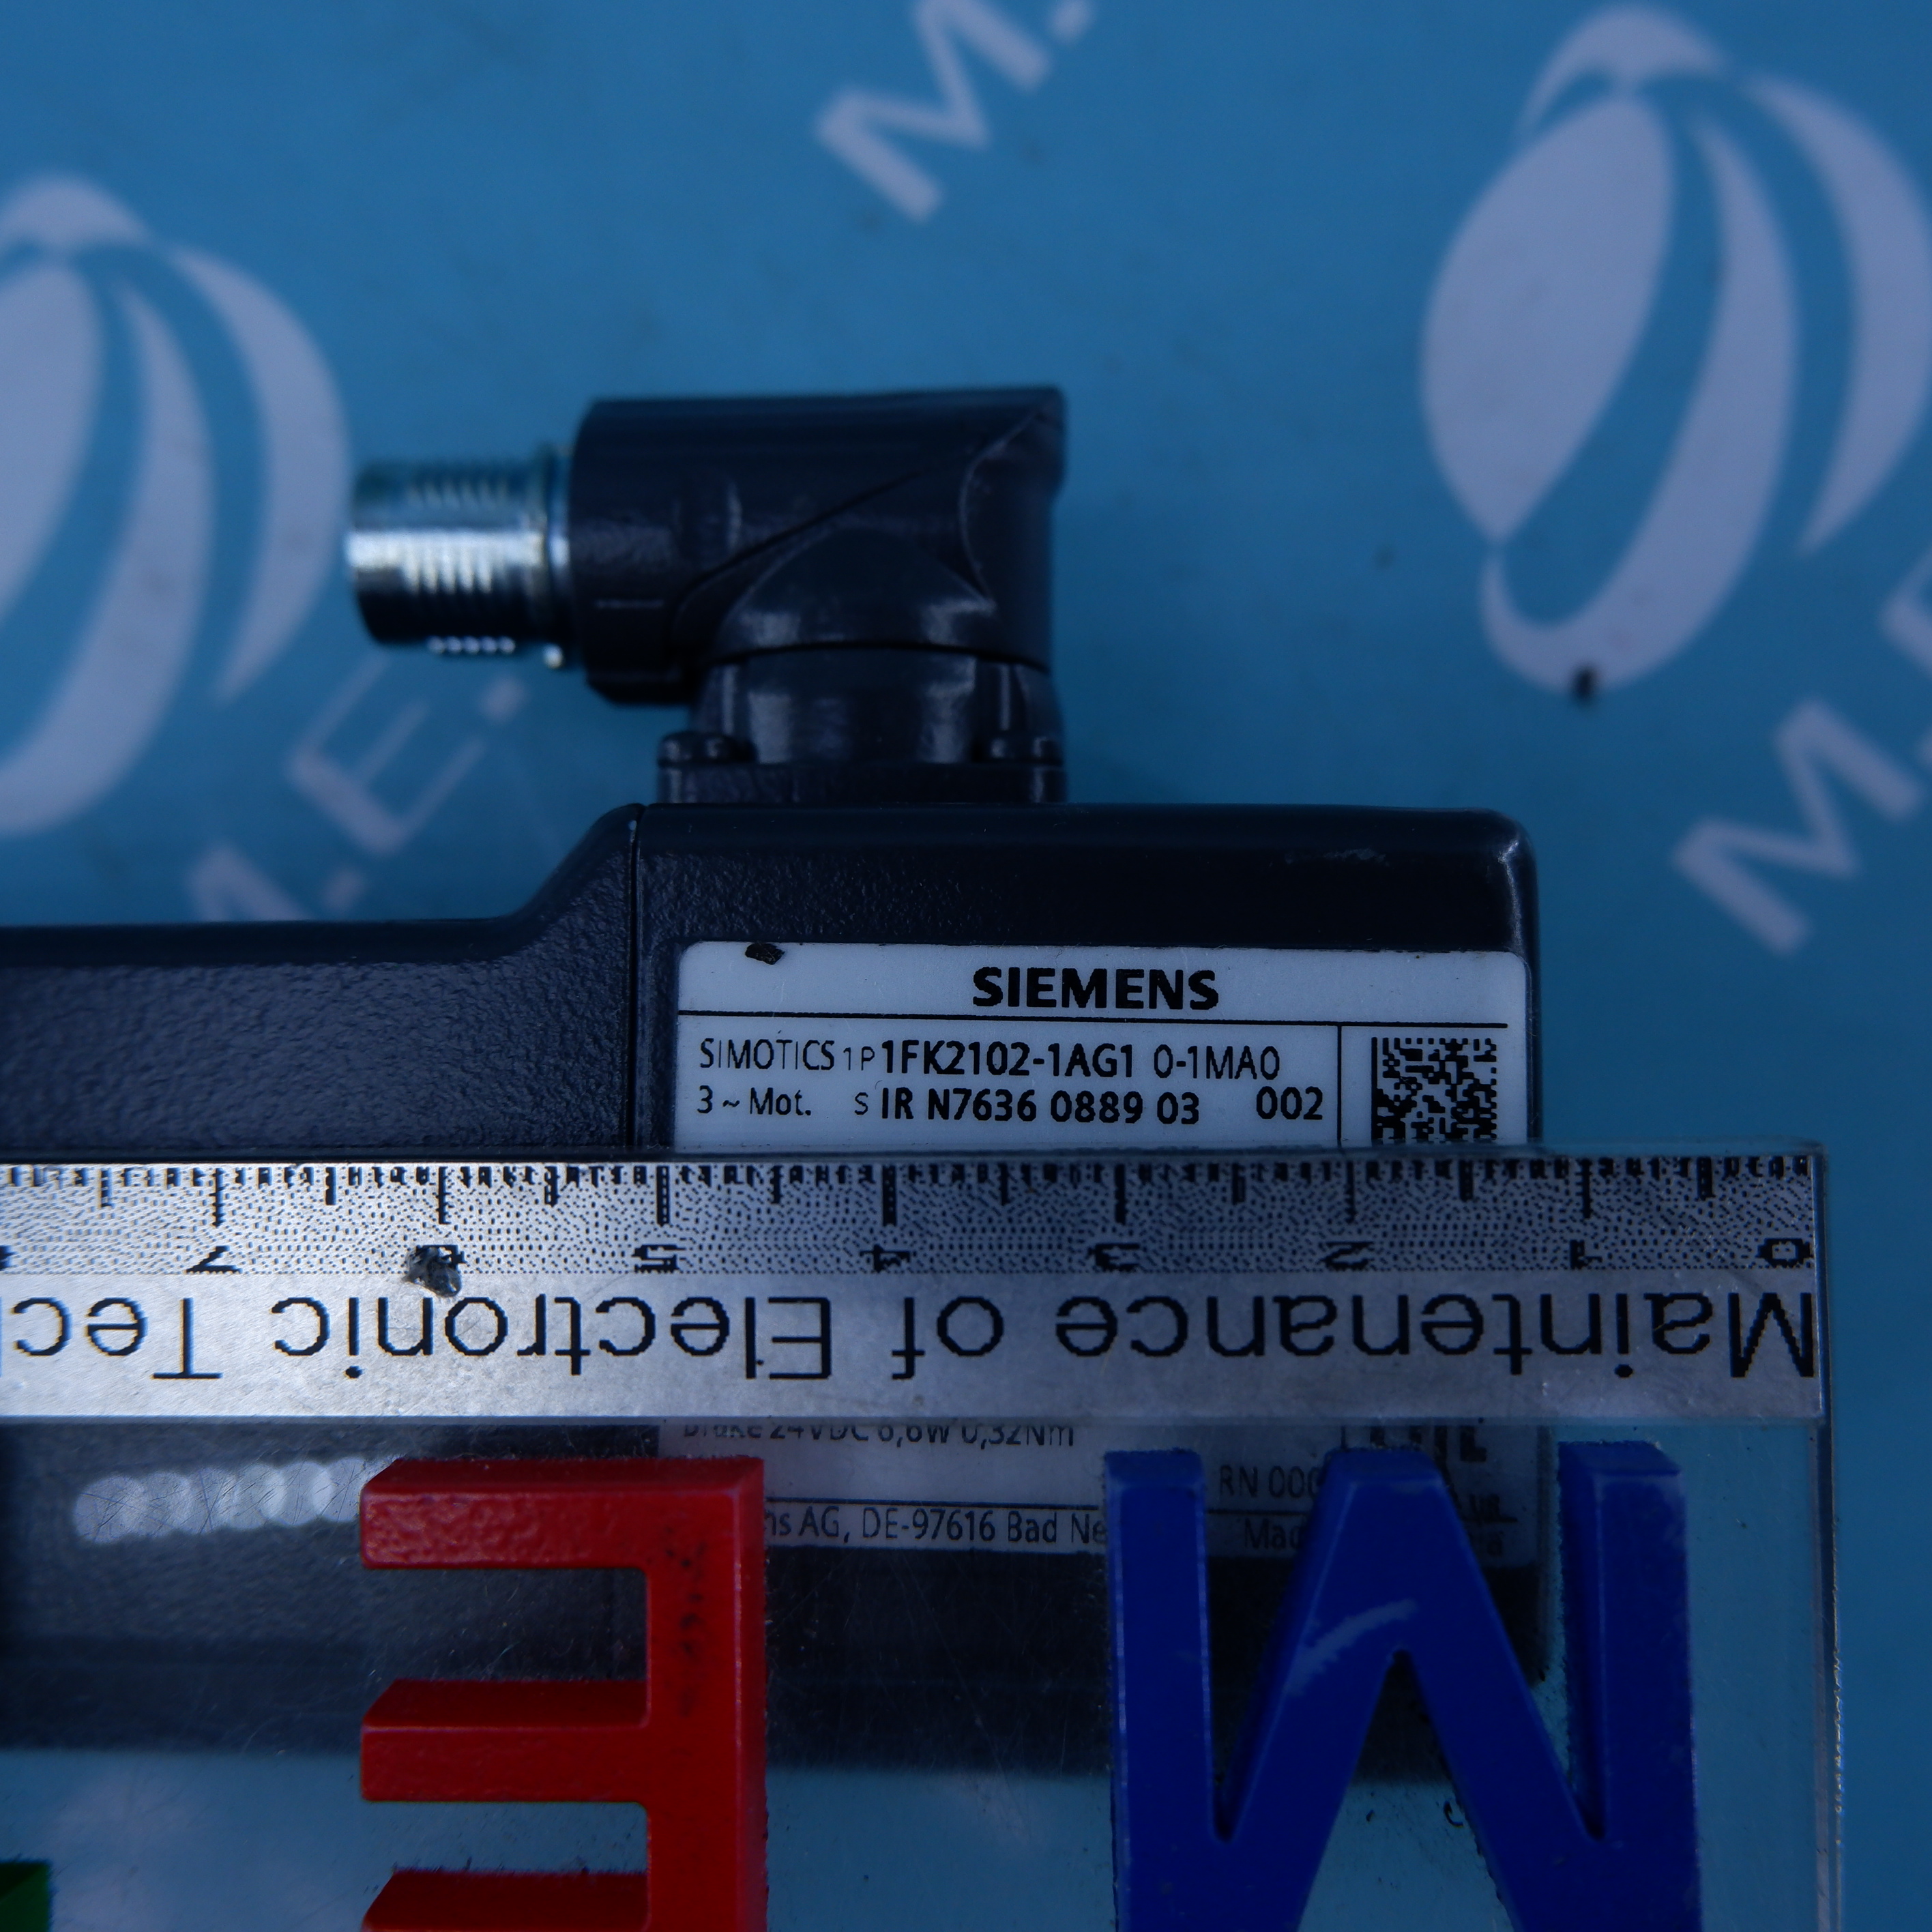 M.
M.E.
M.
SIEMENS
SIMOTICS 1P 1FK2102-1AG1 0-1MA0
3 ~ Mot. S IR N7636 0889 03 002
7 6 5 4 3 2 1 0
Maintenance of Electronic Tec
Brake 24VDC 6,6W 0,32Nm
RN 000
ns AG, DE-97616 Bad Ne
E M